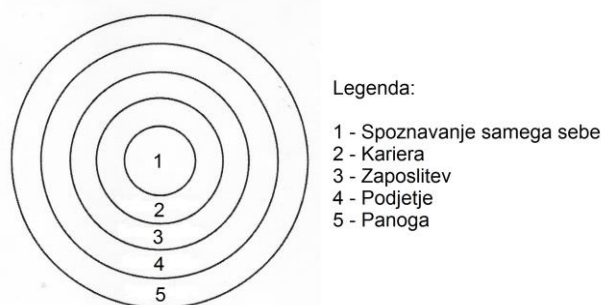 1
2
3
4
5
Legenda:
1 - Spoznavanje samega sebe
2 - Kariera
3 - Zaposlitev
4 - Podjetje
5 - Panoga